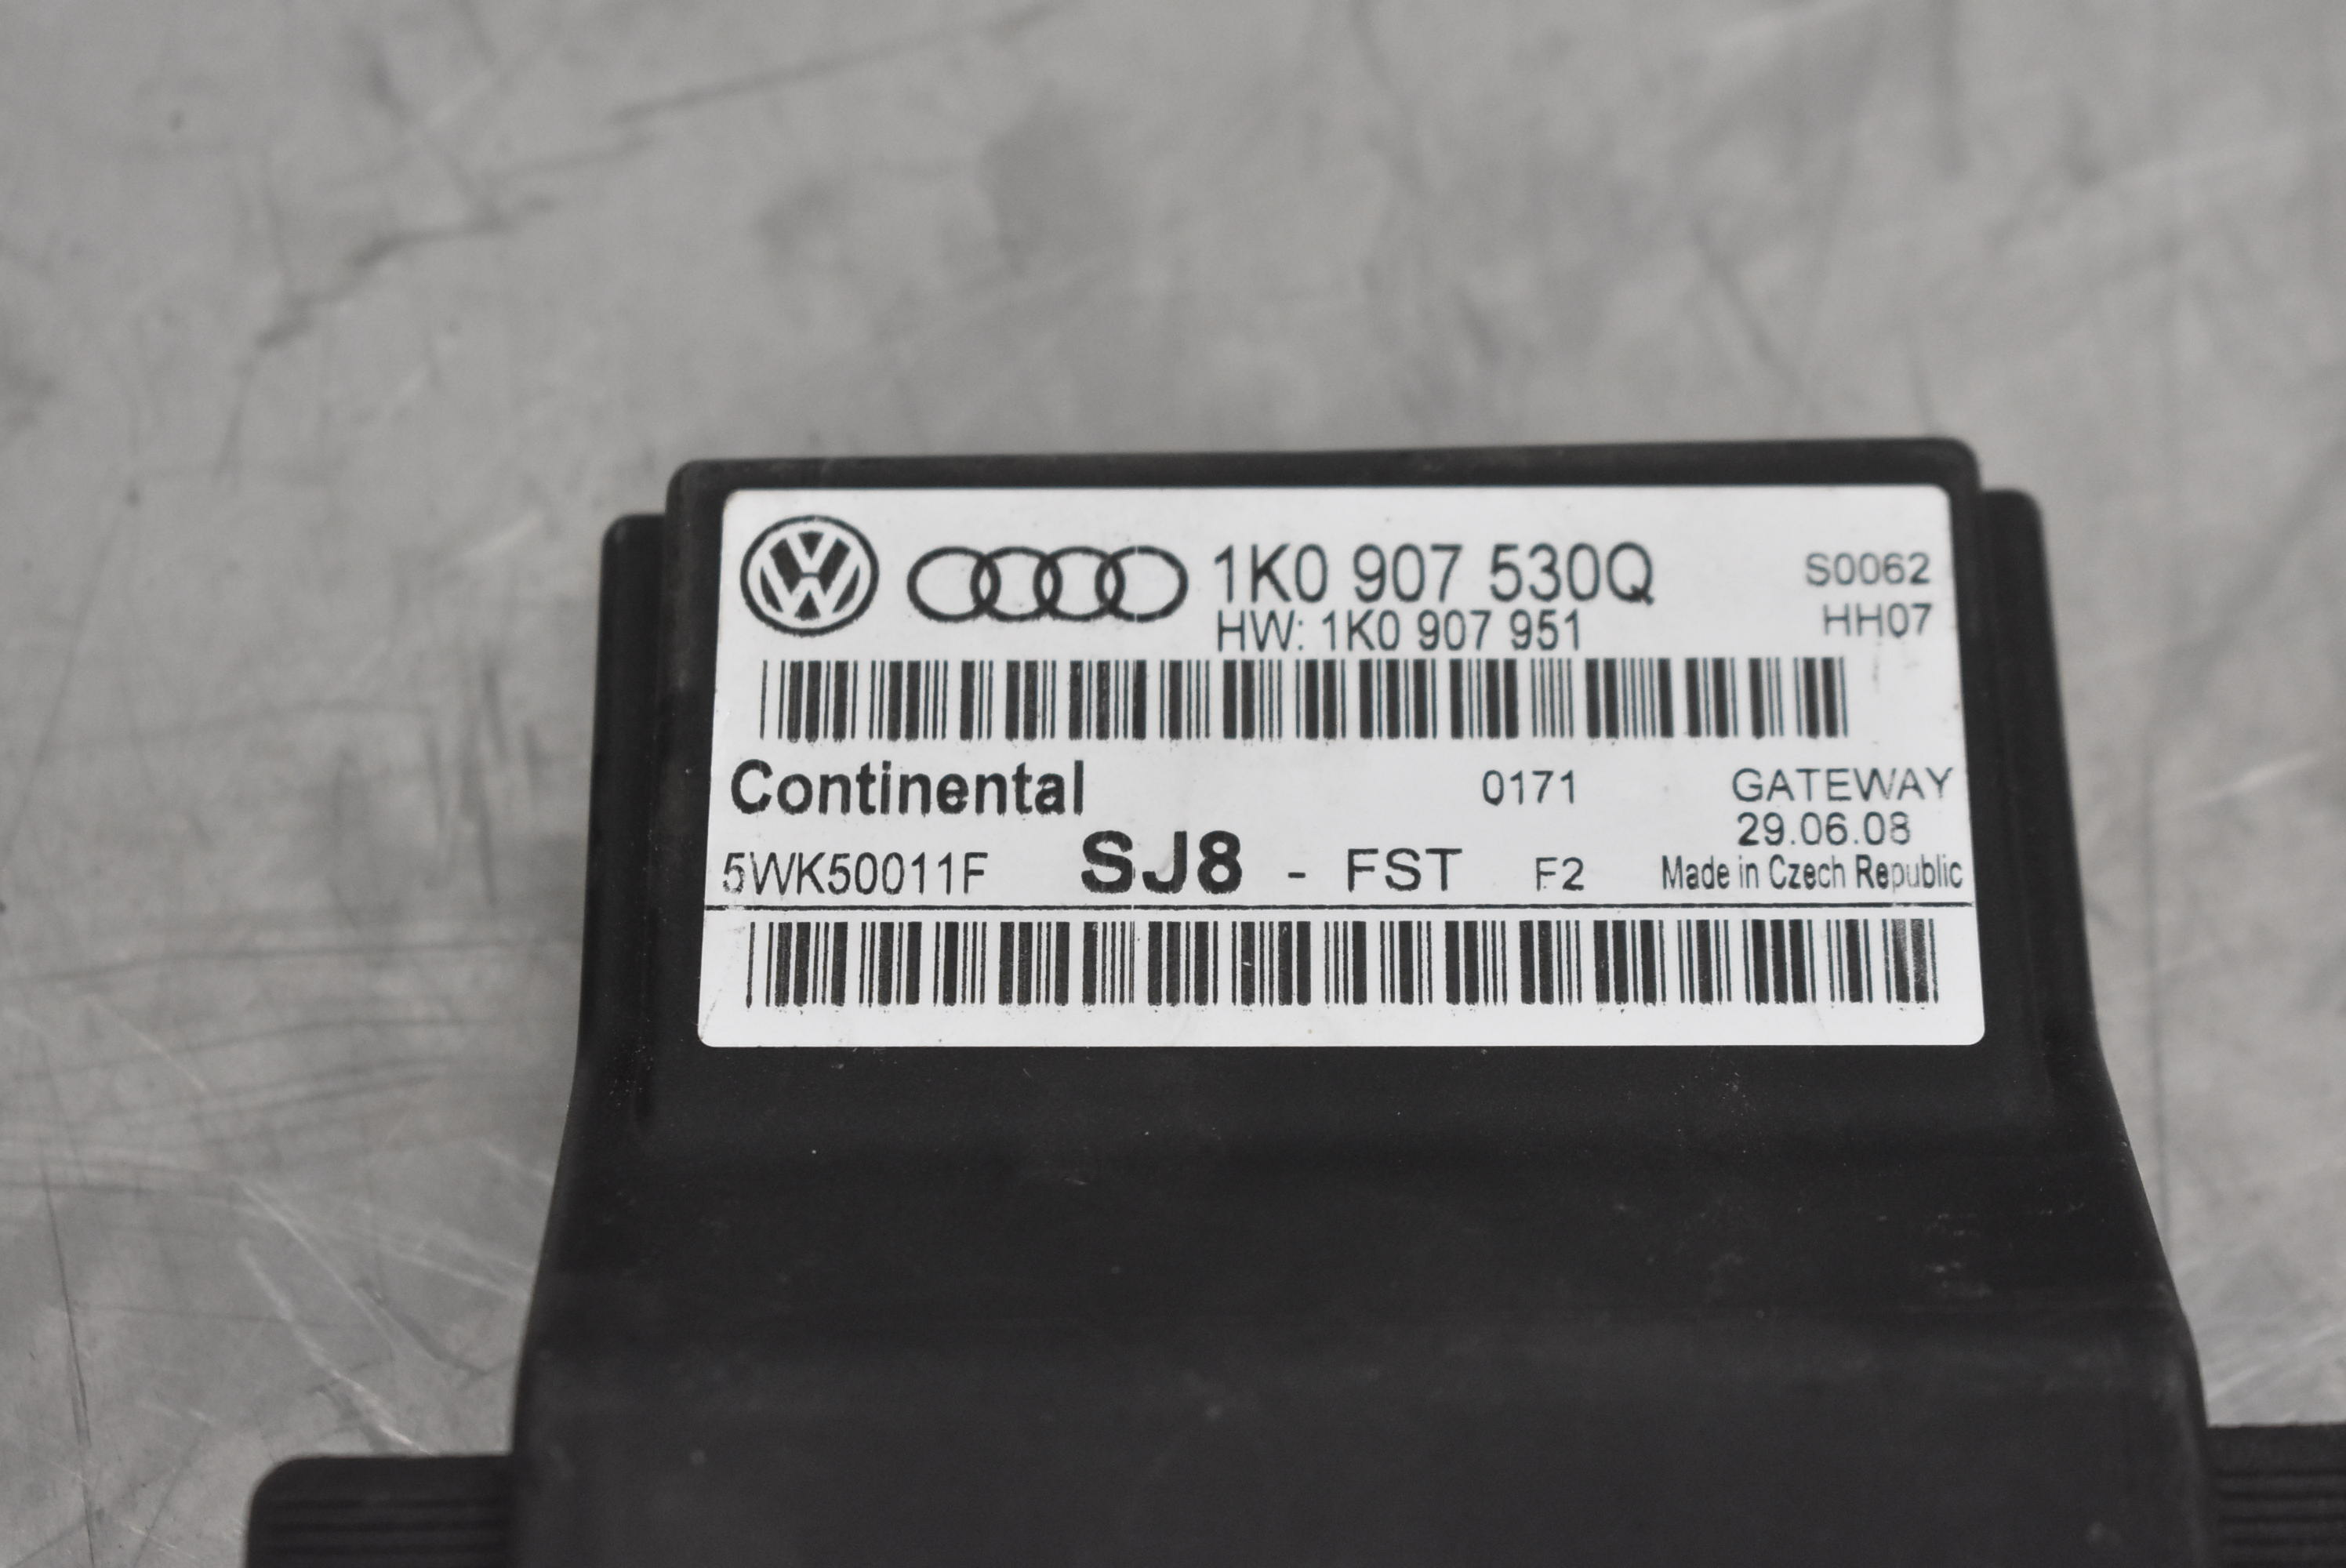 1K0 907 530Q S0062
HW: 1K0 907 951 HH07
Continental 0171 GATEWAY
29.06.08
5WK50011F SJ8 - FST F2 Made in Czech Republic